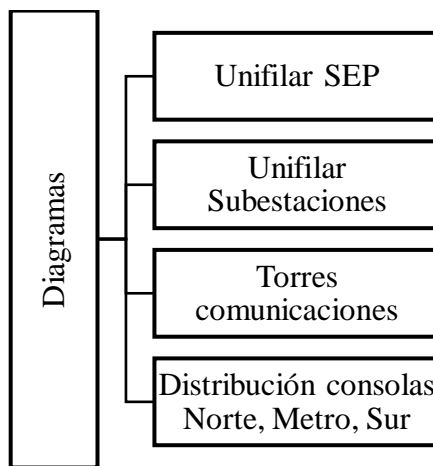 Diagramas
Unifilar SEP
Unifilar
Subestaciones
Torres
comunicaciones
Distribución consolas
Norte, Metro, Sur